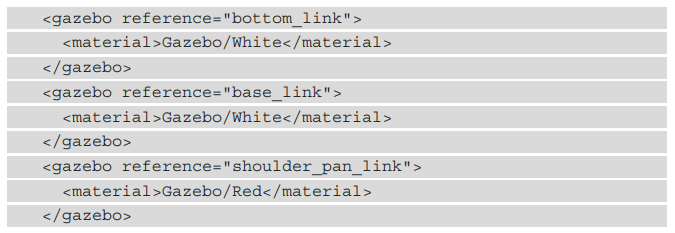 <gazebo reference="bottom_link">
<material>Gazebo/White</material>
</gazebo>
<gazebo reference="base_link">
<material>Gazebo/White</material>
</gazebo>
<gazebo reference="shoulder_pan_link">
<material>Gazebo/Red</material>
</gazebo>